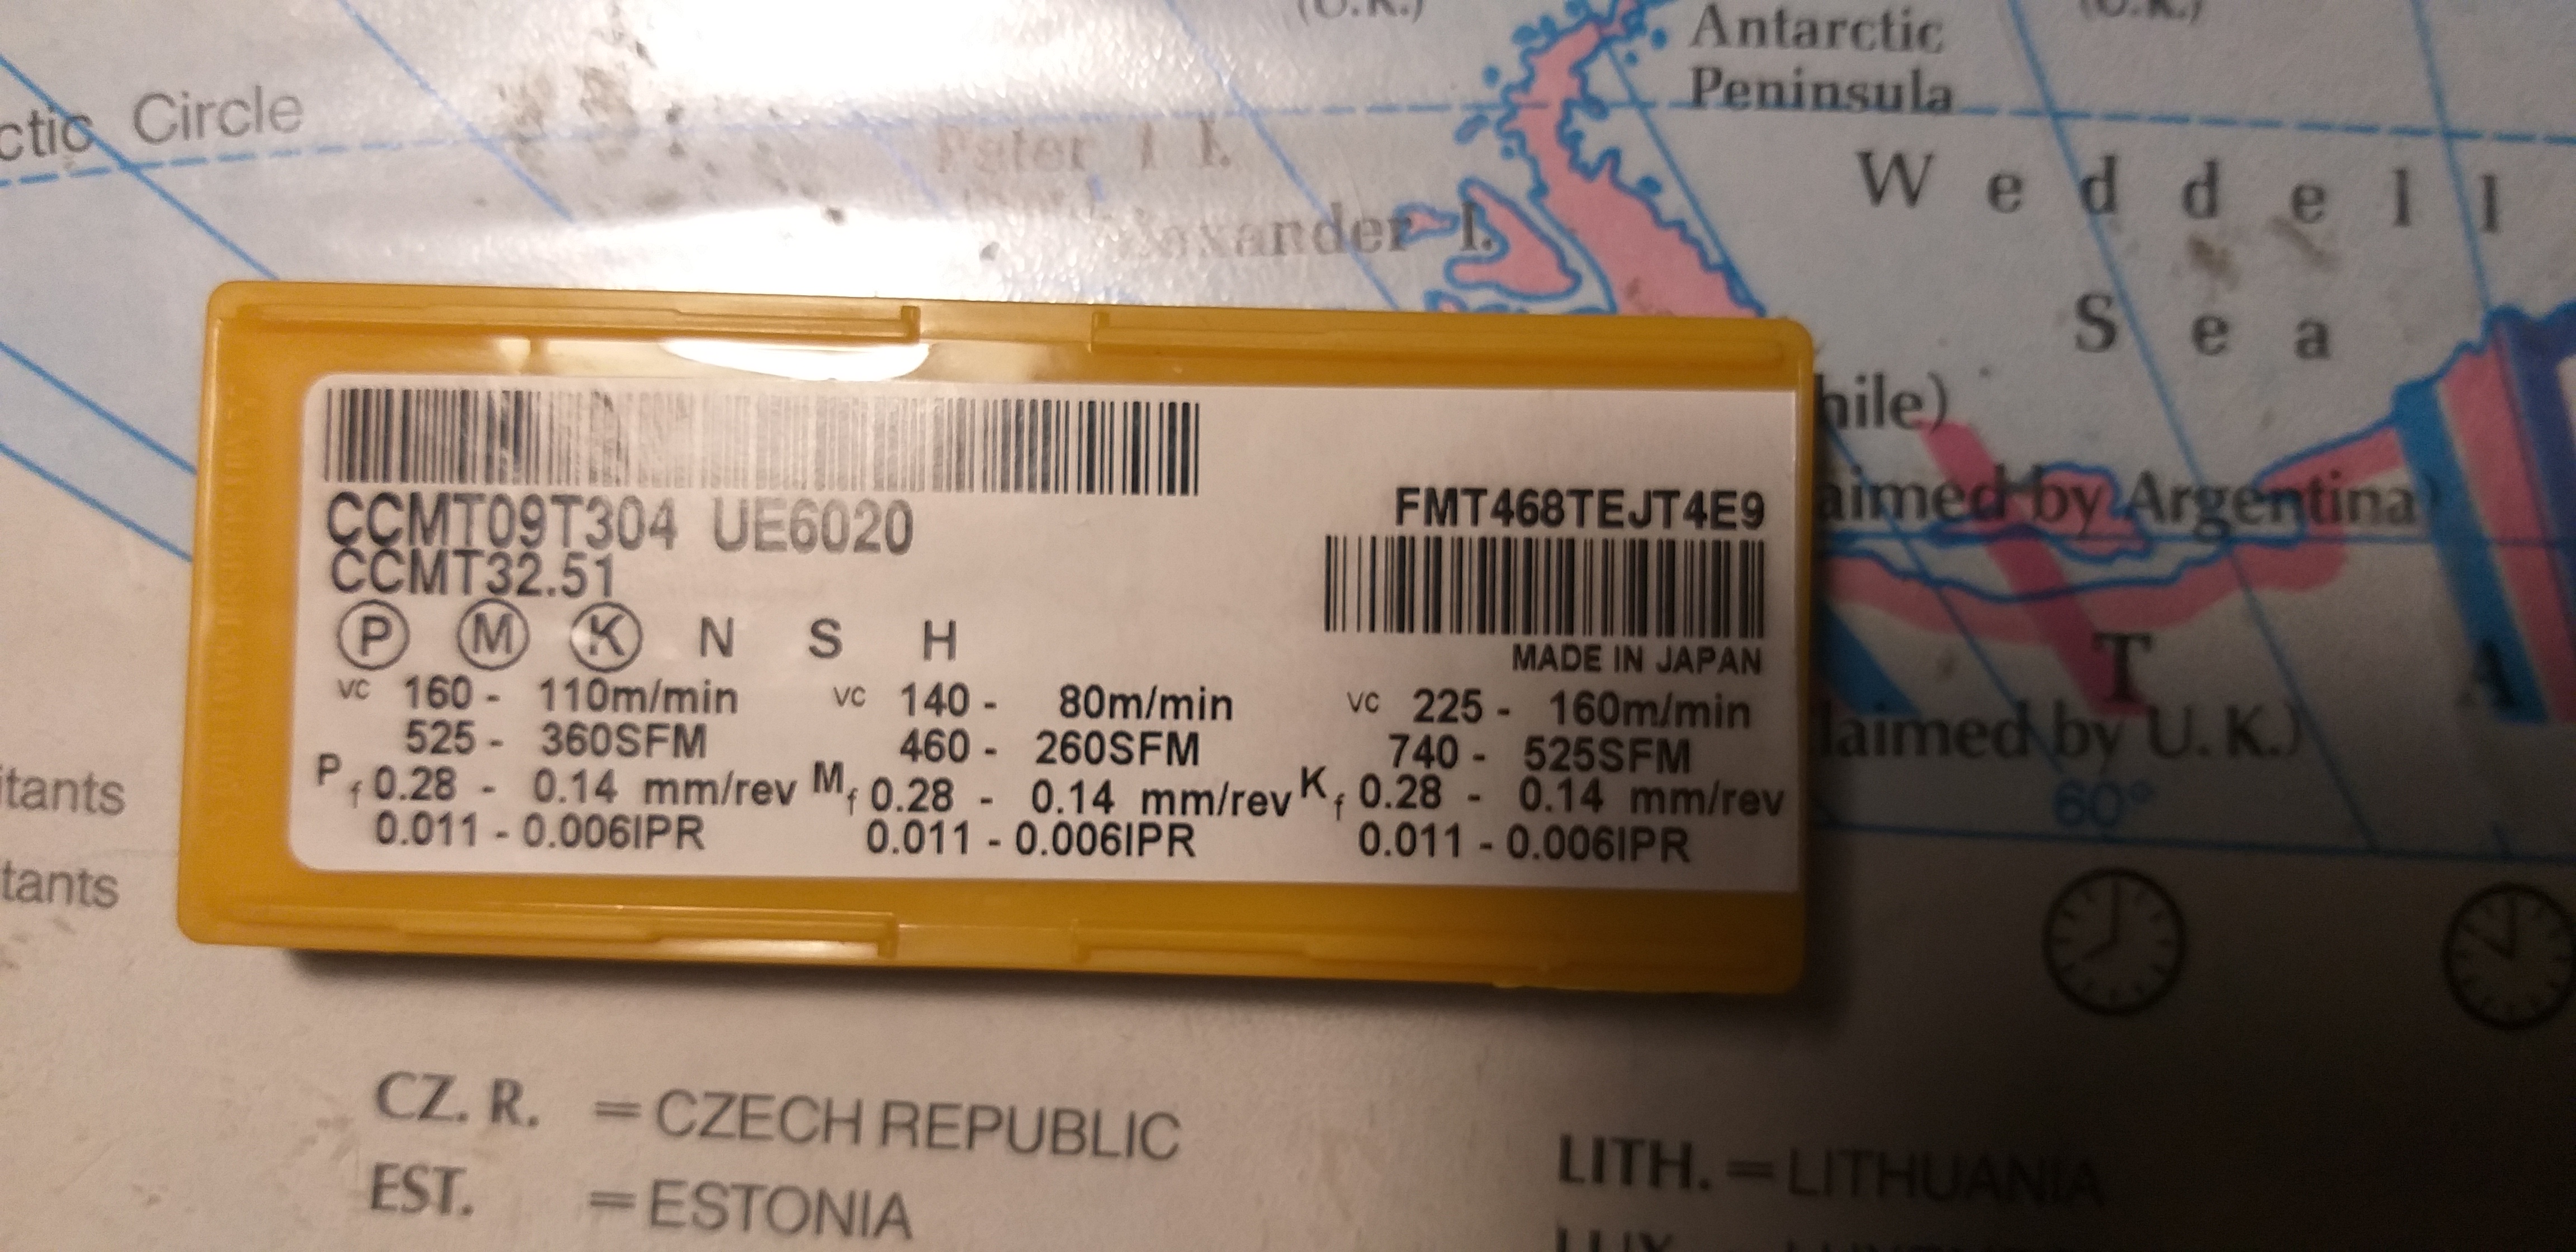 (U.K.)
(U.K.)
Antarctic
Peninsula
ctic Circle
Pater I I.
exander I.
Weddell
Sea
hile)
aimed by Argentina)
T A
laimed by U. K.)
60°
itants
tants
CCMT09T304 UE6020
CCMT32.51
P M K N S H
FMT468TEJT4E9
MADE IN JAPAN
vc 160 - 110m/min vc 140 - 80m/min vc 225 - 160m/min
525 - 360SFM 460 - 260SFM 740 - 525SFM
P f 0.28 - 0.14 mm/rev M f 0.28 - 0.14 mm/rev K f 0.28 - 0.14 mm/rev
0.011 - 0.006IPR 0.011 - 0.006IPR 0.011 - 0.006IPR
CZ. R. = CZECH REPUBLIC
EST. = ESTONIA
LITH. = LITHUANIA